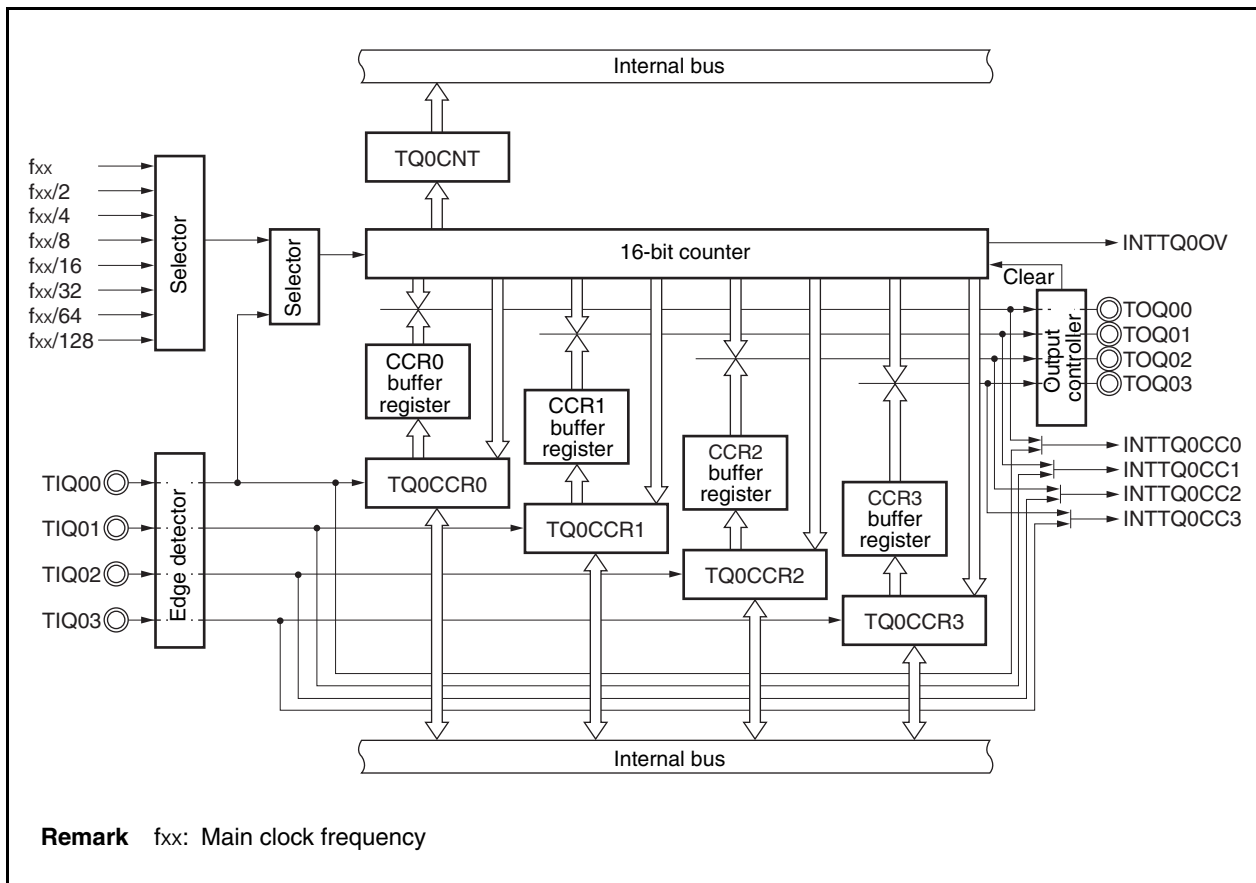 Internal bus
TQ0CNT
fxx
fxx/2
fxx/4
fxx/8
fxx/16
fxx/32
fxx/64
fxx/128
Selector
Selector
16-bit counter
INTTQ0OV
Clear
Output
controller
TOQ00
TOQ01
TOQ02
TOQ03
CCR0
buffer
register
CCR1
buffer
register
CCR2
buffer
register
CCR3
buffer
register
INTTQ0CC0
INTTQ0CC1
INTTQ0CC2
INTTQ0CC3
TIQ00
TIQ01
TIQ02
TIQ03
Edge detector
TQ0CCR0
TQ0CCR1
TQ0CCR2
TQ0CCR3
Internal bus
Remark fxx: Main clock frequency